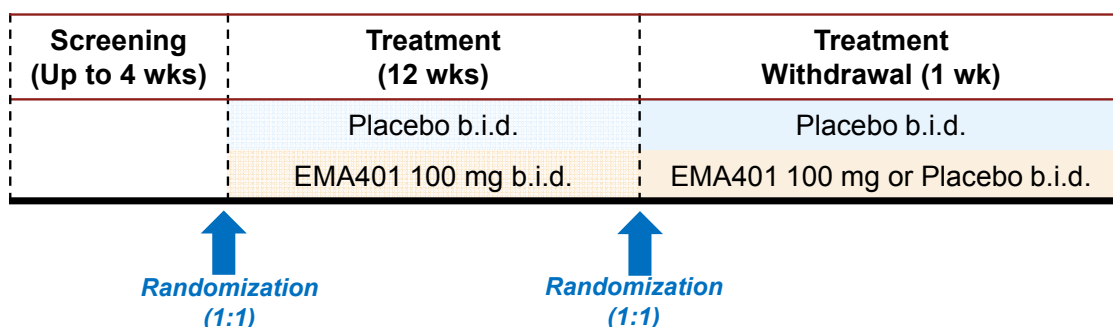 Screening
(Up to 4 wks)
Treatment
(12 wks)
Treatment
Withdrawal (1 wk)
Placebo b.i.d.
Placebo b.i.d.
EMA401 100 mg b.i.d.
EMA401 100 mg or Placebo b.i.d.
Randomization
(1:1)
Randomization
(1:1)